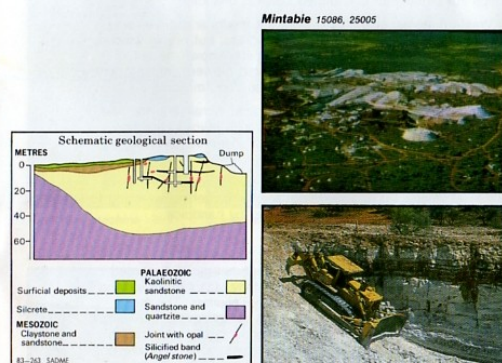 Mintabie 15086, 25005
Schematic geological section
METRES
Dump
0
20
40
60
Surficial deposits
Silcrete
MESOZOIC
Claystone and
sandstone
PALAEOZOIC
Kaolinitic
sandstone
Sandstone and
quartzite
Joint with opal
Silicified band
(Angel stone)
83-263 SADME